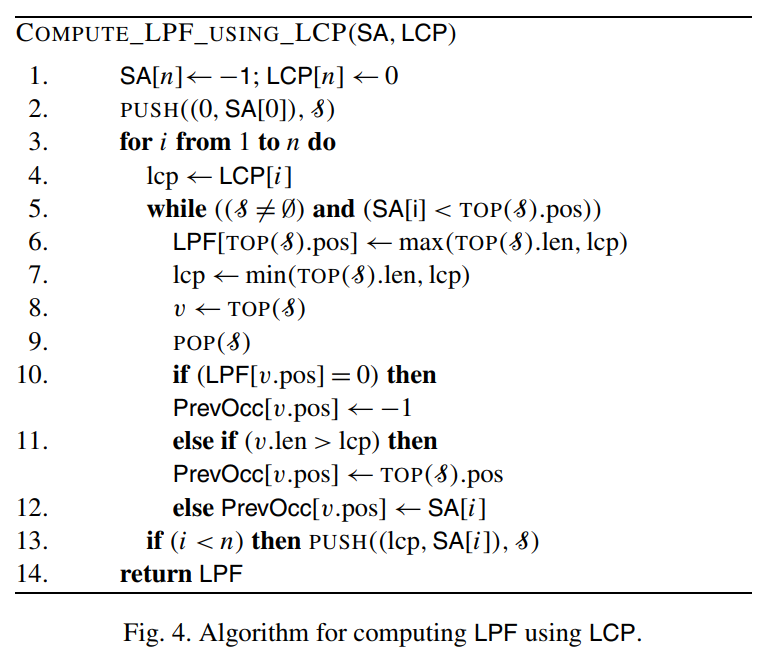 COMPUTE_LPF_USING_LCP(SA, LCP)
1. SA[n]← −1; LCP[n] ← 0
2. PUSH((0, SA[0]), 𝒮)
3. for i from 1 to n do
4. lcp ← LCP[i]
5. while ((𝒮 ≠ ∅) and (SA[i] < TOP(𝒮).pos))
6. LPF[TOP(𝒮).pos] ← max(TOP(𝒮).len, lcp)
7. lcp ← min(TOP(𝒮).len, lcp)
8. v ← TOP(𝒮)
9. POP(𝒮)
10. if (LPF[v.pos] = 0) then
PrevOcc[v.pos] ← −1
11. else if (v.len > lcp) then
PrevOcc[v.pos] ← TOP(𝒮).pos
12. else PrevOcc[v.pos] ← SA[i]
13. if (i < n) then PUSH((lcp, SA[i]), 𝒮)
14. return LPF
Fig. 4. Algorithm for computing LPF using LCP.